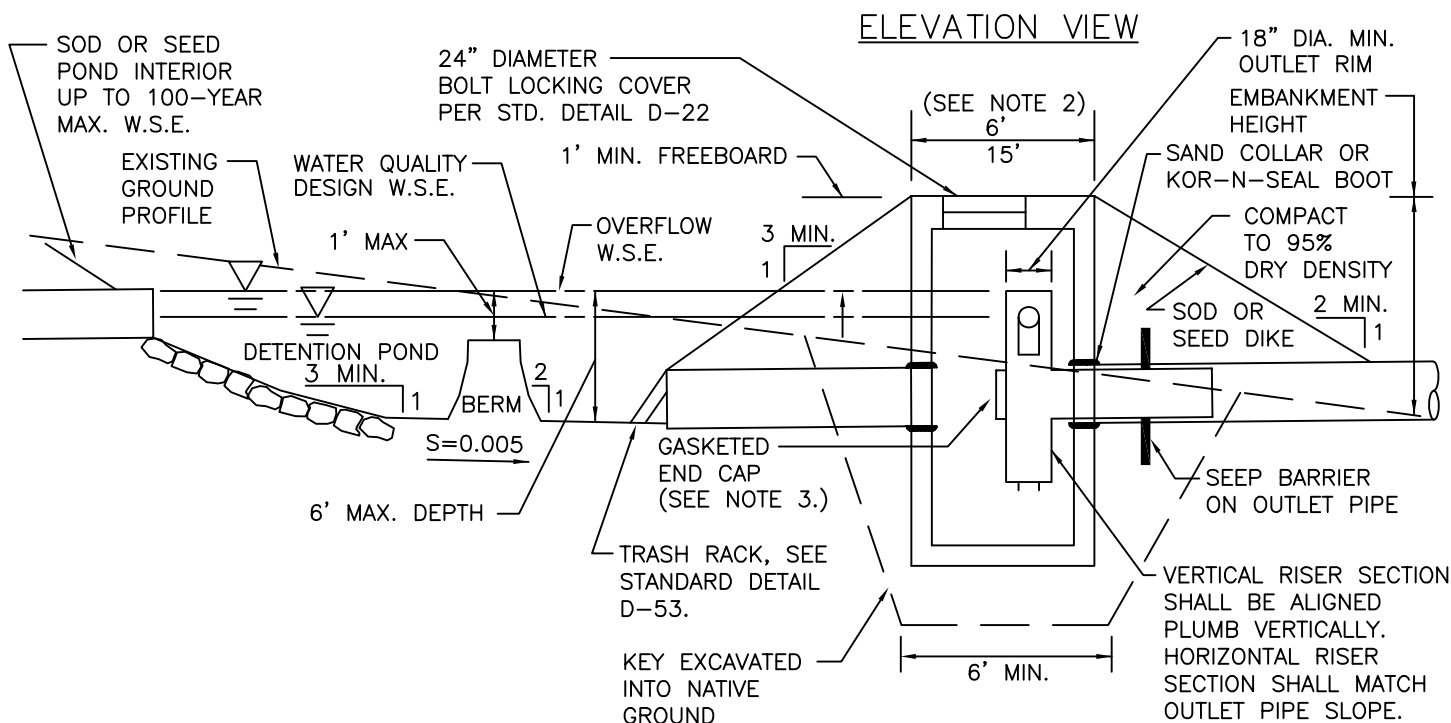 ELEVATION VIEW
SOD OR SEED
POND INTERIOR
UP TO 100-YEAR
MAX. W.S.E.
EXISTING
GROUND
PROFILE
WATER QUALITY
DESIGN W.S.E.
1' MAX
24" DIAMETER
BOLT LOCKING COVER
PER STD. DETAIL D-22
1' MIN. FREEBOARD
OVERFLOW
W.S.E.
3 MIN.
1
(SEE NOTE 2)
6'
15'
18" DIA. MIN.
OUTLET RIM
EMBANKMENT
HEIGHT
SAND COLLAR OR
KOR-N-SEAL BOOT
COMPACT
TO 95%
DRY DENSITY
SOD OR
SEED DIKE
2 MIN.
1
DETENTION POND
3 MIN.
1
BERM
2
1
S=0.005
6' MAX. DEPTH
GASKETED
END CAP
(SEE NOTE 3.)
TRASH RACK, SEE
STANDARD DETAIL
D-53.
KEY EXCAVATED
INTO NATIVE
GROUND
6' MIN.
SEEP BARRIER
ON OUTLET PIPE
VERTICAL RISER SECTION
SHALL BE ALIGNED
PLUMB VERTICALLY.
HORIZONTAL RISER
SECTION SHALL MATCH
OUTLET PIPE SLOPE.